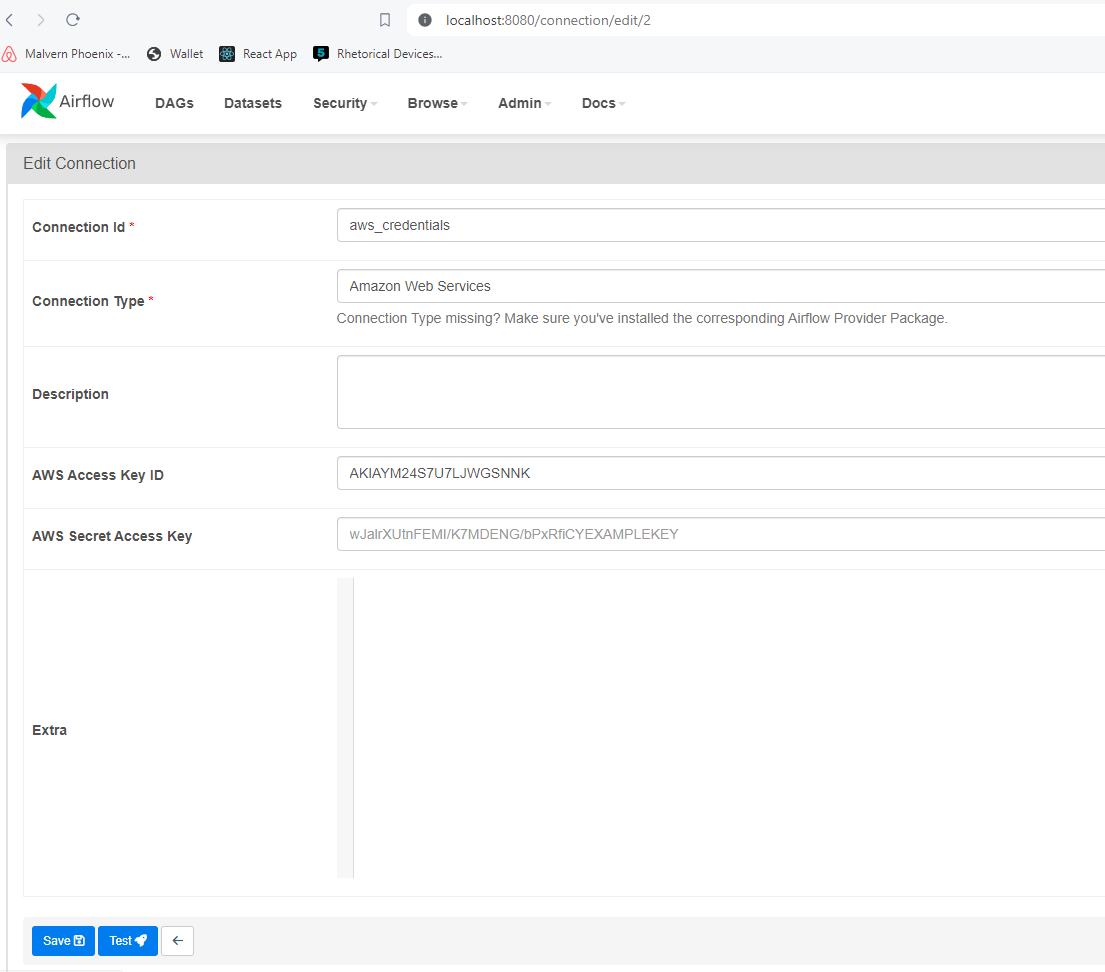 localhost:8080/connection/edit/2
Malvern Phoenix -... Wallet React App 5 Rhetorical Devices...
Airflow DAGs Datasets Security Browse Admin Docs
Edit Connection
Connection Id * aws_credentials
Connection Type * Amazon Web Services
Connection Type missing? Make sure you've installed the corresponding Airflow Provider Package.
Description
AWS Access Key ID AKIAYM24S7U7LJWGSNNK
AWS Secret Access Key wJalrXUtnFEMI/K7MDENG/bPxRfiCYEXAMPLEKEY
Extra
Save Test